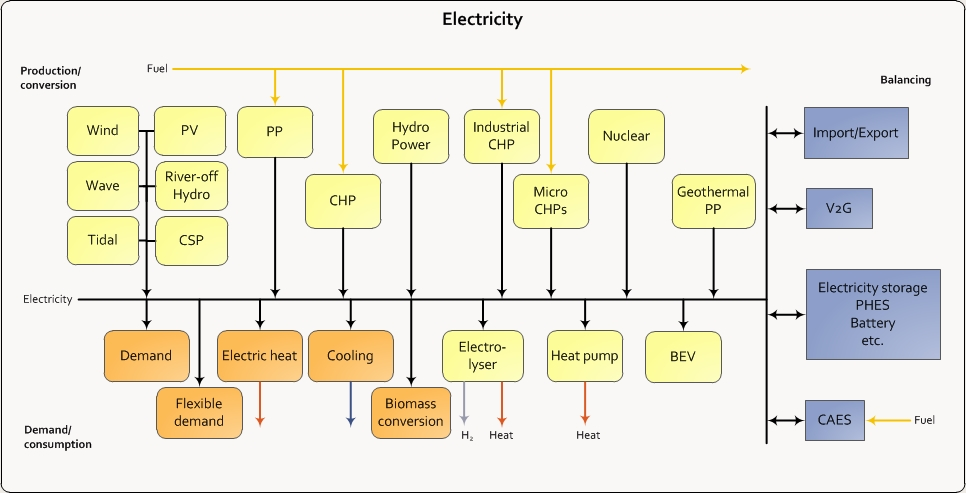 Electricity
Production/
conversion
Fuel
Balancing
Wind
PV
PP
Hydro
Power
Industrial
CHP
Nuclear
Import/Export
Wave
River-off
Hydro
CHP
Micro
CHPs
Geothermal
PP
V2G
Tidal
CSP
Electricity
Electricity storage
PHES
Battery
etc.
Demand
Electric heat
Cooling
Electro-
lyser
Heat pump
BEV
Flexible
demand
Biomass
conversion
CAES
Fuel
Demand/
consumption
H₂
Heat
Heat